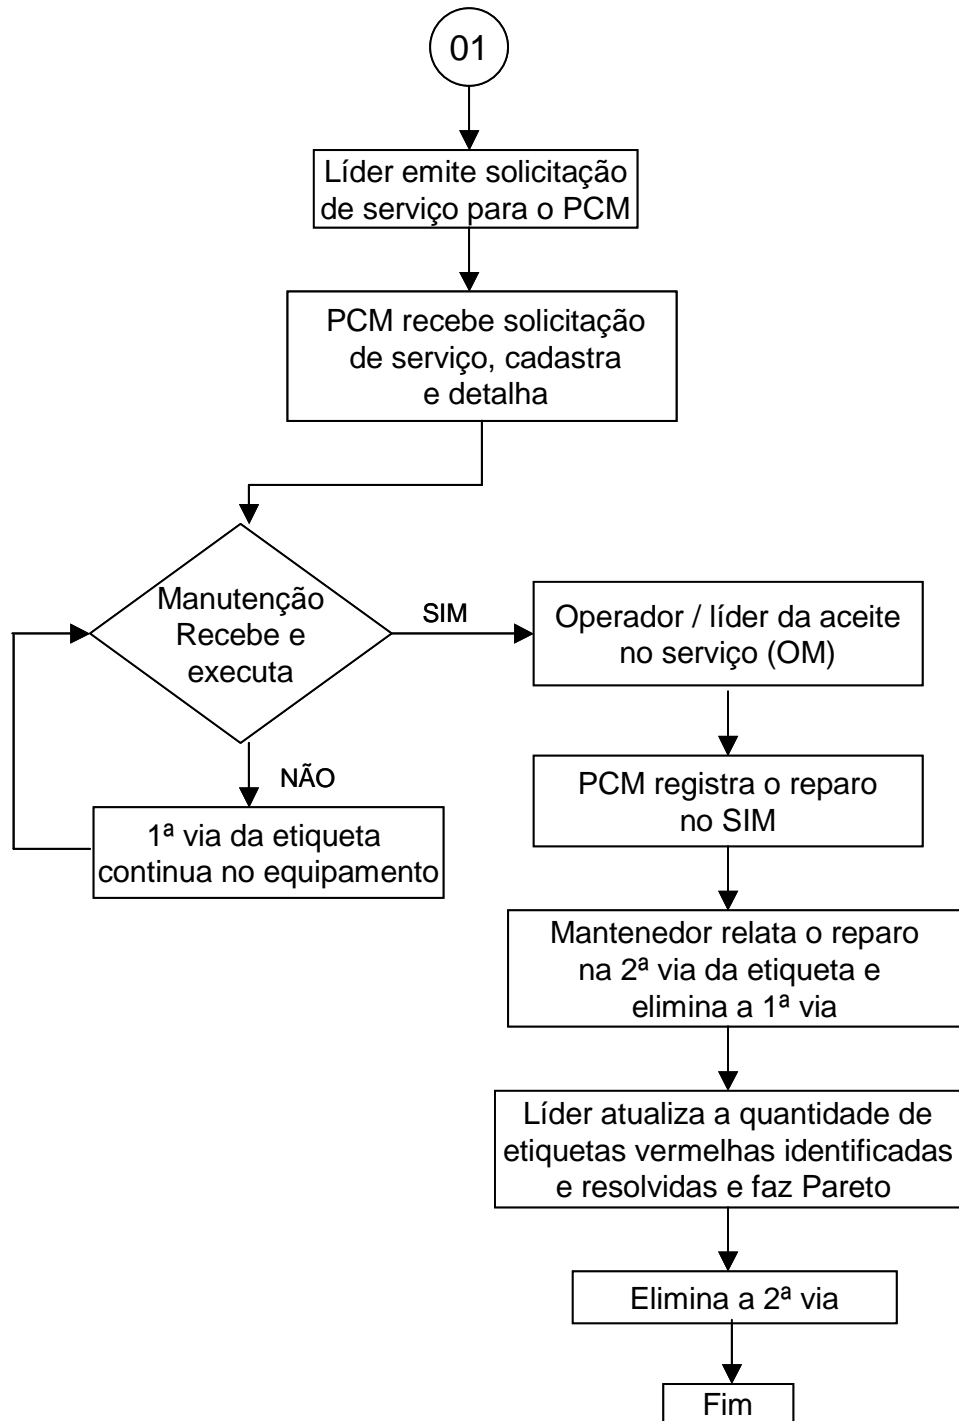 01
Líder emite solicitação
de serviço para o PCM
PCM recebe solicitação
de serviço, cadastra
e detalha
Manutenção
Recebe e
executa
SIM
Operador / líder da aceite
no serviço (OM)
NÃO
1ª via da etiqueta
continua no equipamento
PCM registra o reparo
no SIM
Mantenedor relata o reparo
na 2ª via da etiqueta e
elimina a 1ª via
Líder atualiza a quantidade de
etiquetas vermelhas identificadas
e resolvidas e faz Pareto
Elimina a 2ª via
Fim